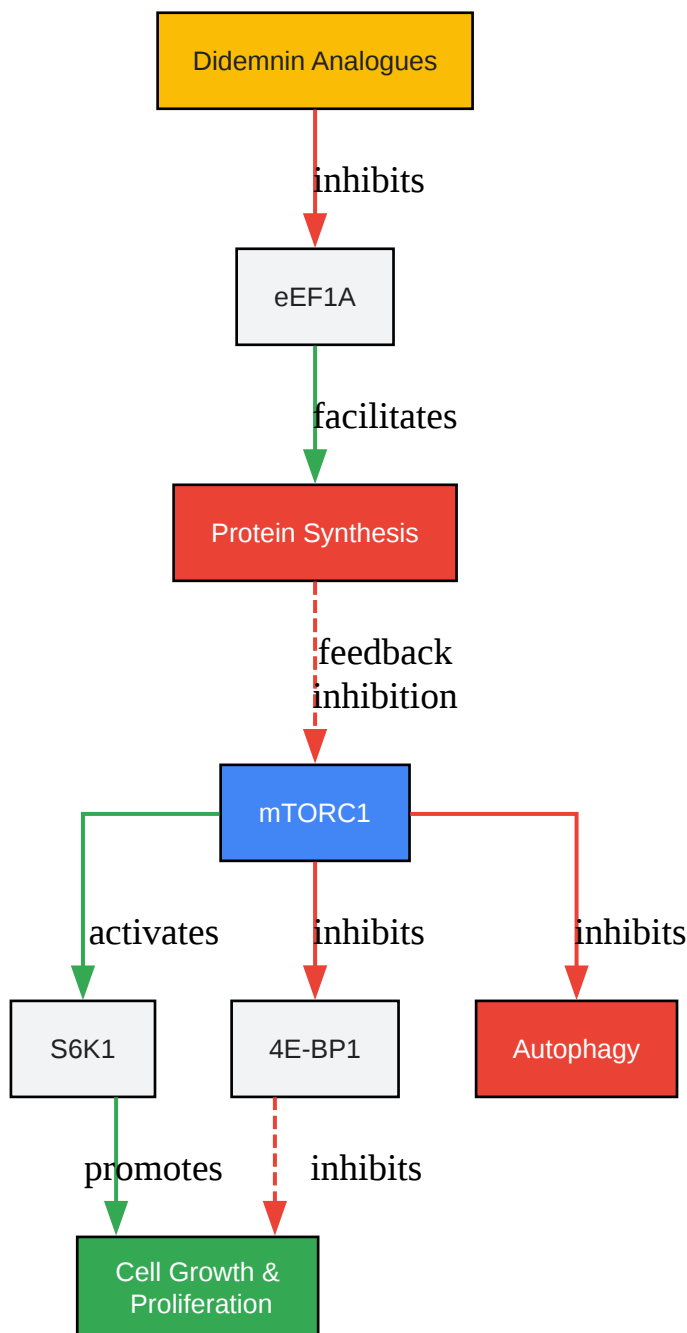 Didemnin Analogues
inhibits
eEF1A
facilitates
Protein Synthesis
feedback
inhibition
mTORC1
activates
inhibits
inhibits
S6K1
4E-BP1
Autophagy
promotes
inhibits
Cell Growth &
Proliferation